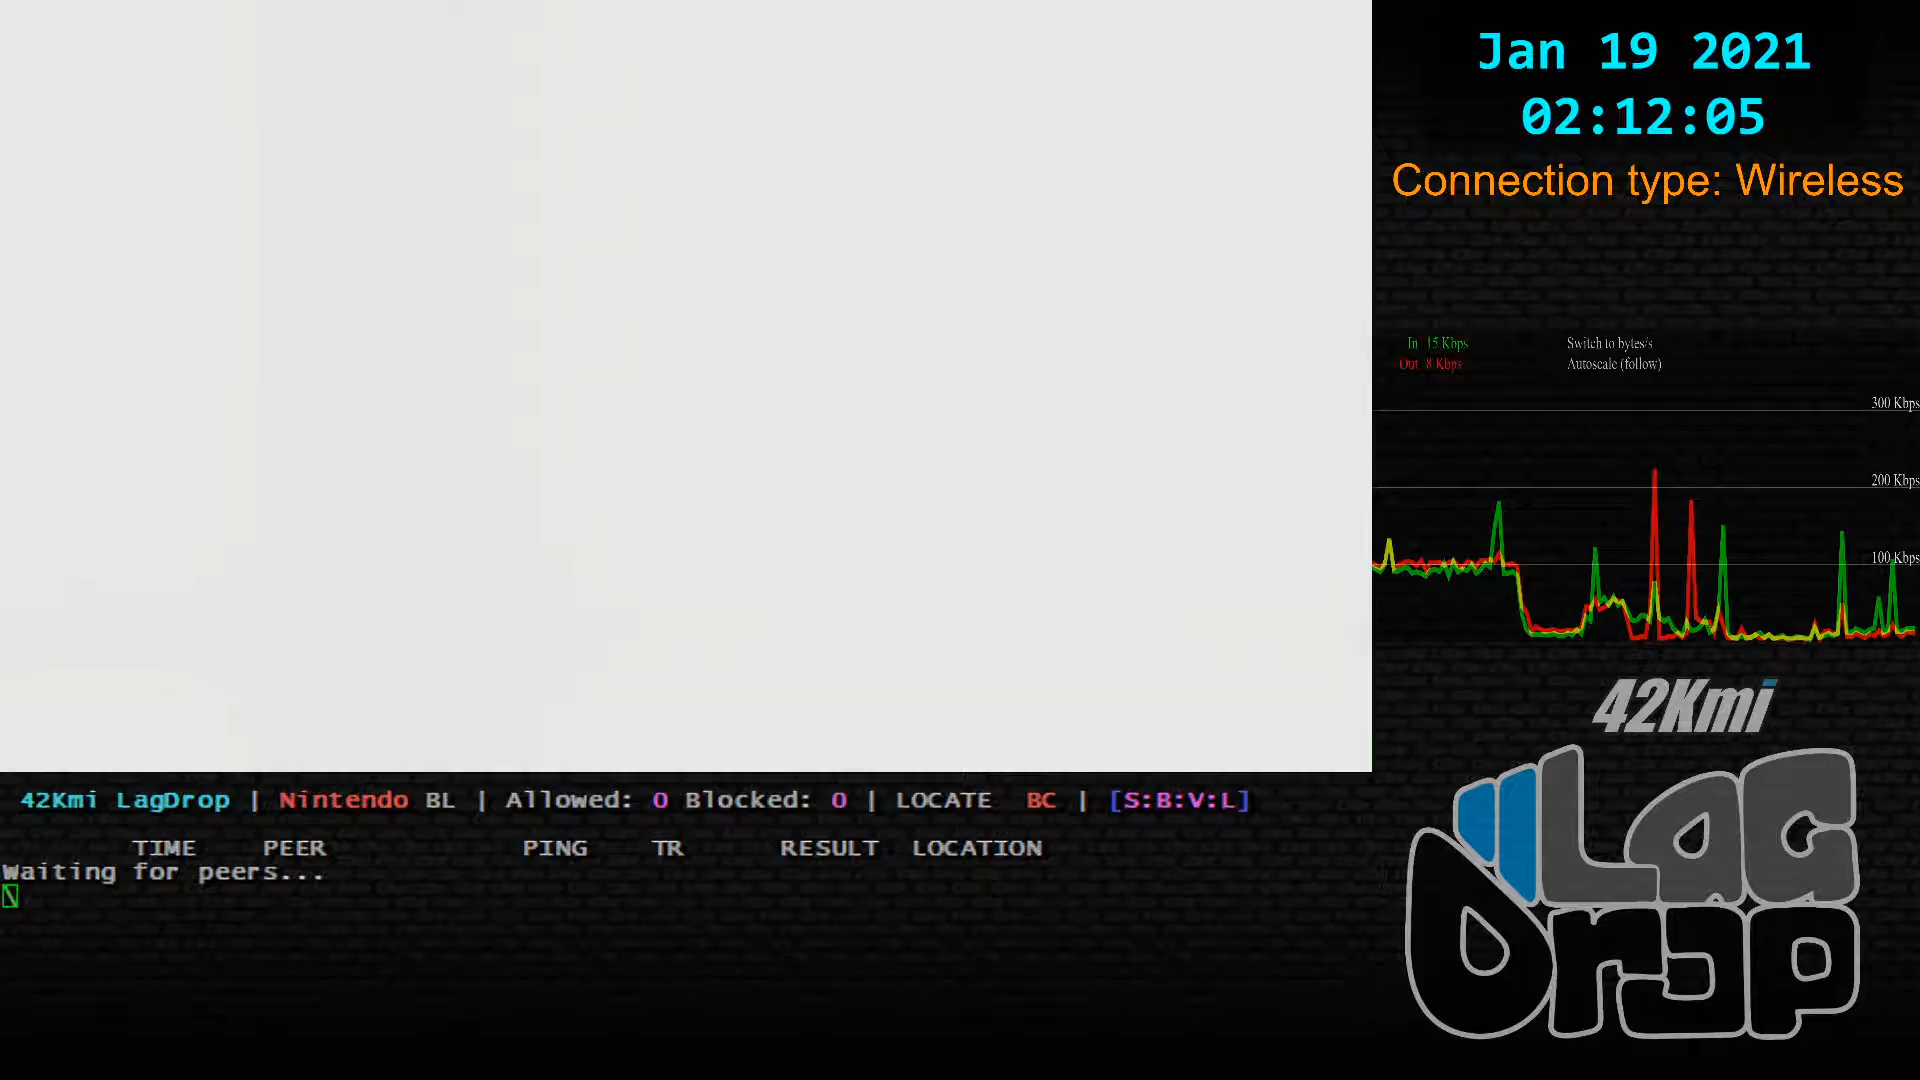 Jan 19 2021
02:12:05
Connection type: Wireless
In 15 Kbps Switch to bytes/s
Out 8 Kbps Autoscale (follow)
300 Kbps
200 Kbps
100 Kbps
42Kmi
LAG
Drop
42Kmi LagDrop | Nintendo BL | Allowed: 0 Blocked: 0 | LOCATE BC | [S:B:V:L]
TIME PEER PING TR RESULT LOCATION
Waiting for peers...